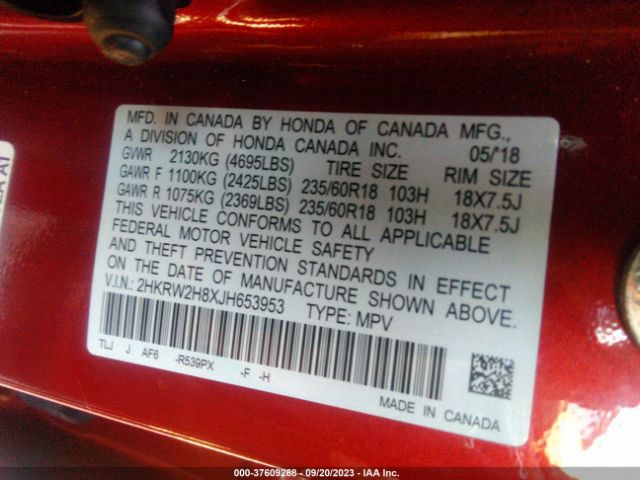 MFD. IN CANADA BY HONDA OF CANADA MFG.,
A DIVISION OF HONDA CANADA INC. 05/'18
GVWR 2130KG (4695LBS) TIRE SIZE RIM SIZE
GAWR F 1100KG (2425LBS) 235/60R18 103H 18X7.5J
GAWR R 1075KG (2369LBS) 235/60R18 103H 18X7.5J
THIS VEHICLE CONFORMS TO ALL APPLICABLE
FEDERAL MOTOR VEHICLE SAFETY
AND THEFT PREVENTION STANDARDS IN EFFECT
ON THE DATE OF MANUFACTURE SHOWN ABOVE.
V.I.N.: 2HKRW2H8XJH653953 TYPE: MPV
TLJ J AF6 -R539PX -F -H
MADE IN CANADA
000-37609268 - 09/20/2023 - IAA Inc.